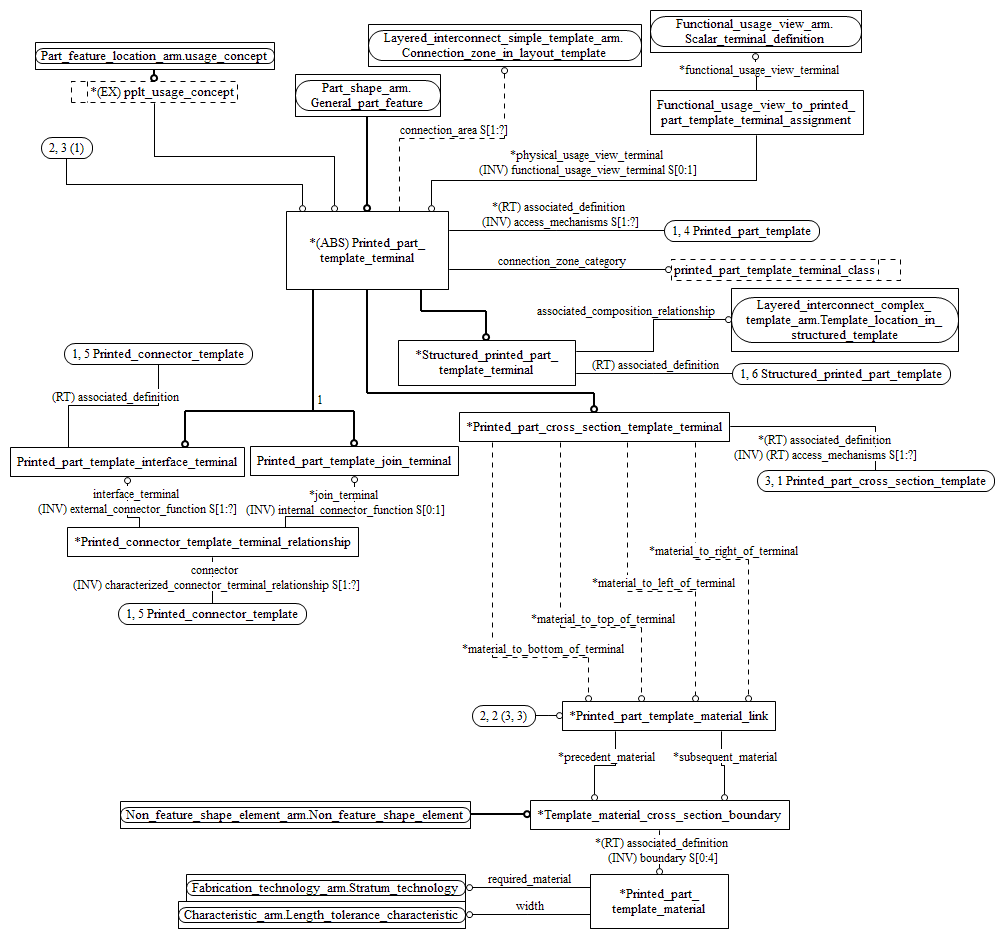 Functional_usage_view_arm.
Scalar_terminal_definition
Layered_interconnect_simple_template_arm.
Connection_zone_in_layout_template
Part_feature_location_arm.usage_concept
*functional_usage_view_terminal
*(EX) pplt_usage_concept
Part_shape_arm.
General_part_feature
Functional_usage_view_to_printed_
part_template_terminal_assignment
connection_area S[1:?]
2, 3 (1)
*physical_usage_view_terminal
(INV) functional_usage_view_terminal S[0:1]
*(ABS) Printed_part_
template_terminal
*(RT) associated_definition
(INV) access_mechanisms S[1:?]
1, 4 Printed_part_template
connection_zone_category
printed_part_template_terminal_class
associated_composition_relationship
Layered_interconnect_complex_
template_arm.Template_location_in_
structured_template
1, 5 Printed_connector_template
*Structured_printed_part_
template_terminal
(RT) associated_definition
1, 6 Structured_printed_part_template
(RT) associated_definition
1
*Printed_part_cross_section_template_terminal
*(RT) associated_definition
(INV) (RT) access_mechanisms S[1:?]
3, 1 Printed_part_cross_section_template
Printed_part_template_interface_terminal
Printed_part_template_join_terminal
interface_terminal
(INV) external_connector_function S[1:?]
*join_terminal
(INV) internal_connector_function S[0:1]
*Printed_connector_template_terminal_relationship
*material_to_right_of_terminal
connector
(INV) characterized_connector_terminal_relationship S[1:?]
*material_to_left_of_terminal
1, 5 Printed_connector_template
*material_to_top_of_terminal
*material_to_bottom_of_terminal
2, 2 (3, 3)
*Printed_part_template_material_link
*precedent_material
*subsequent_material
Non_feature_shape_element_arm.Non_feature_shape_element
*Template_material_cross_section_boundary
*(RT) associated_definition
(INV) boundary S[0:4]
Fabrication_technology_arm.Stratum_technology
required_material
*Printed_part_
template_material
Characteristic_arm.Length_tolerance_characteristic
width